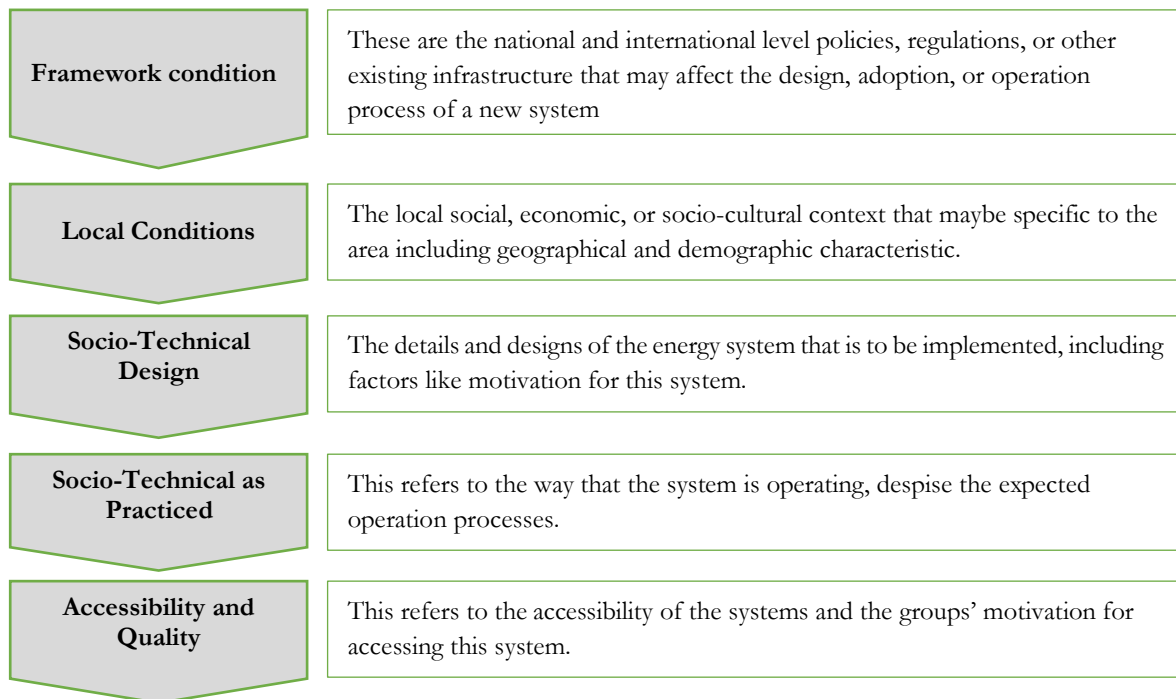 Framework condition
These are the national and international level policies, regulations, or other
existing infrastructure that may affect the design, adoption, or operation
process of a new system
Local Conditions
The local social, economic, or socio-cultural context that maybe specific to the
area including geographical and demographic characteristic.
Socio-Technical
Design
The details and designs of the energy system that is to be implemented, including
factors like motivation for this system.
Socio-Technical as
Practiced
This refers to the way that the system is operating, despise the expected
operation processes.
Accessibility and
Quality
This refers to the accessibility of the systems and the groups’ motivation for
accessing this system.